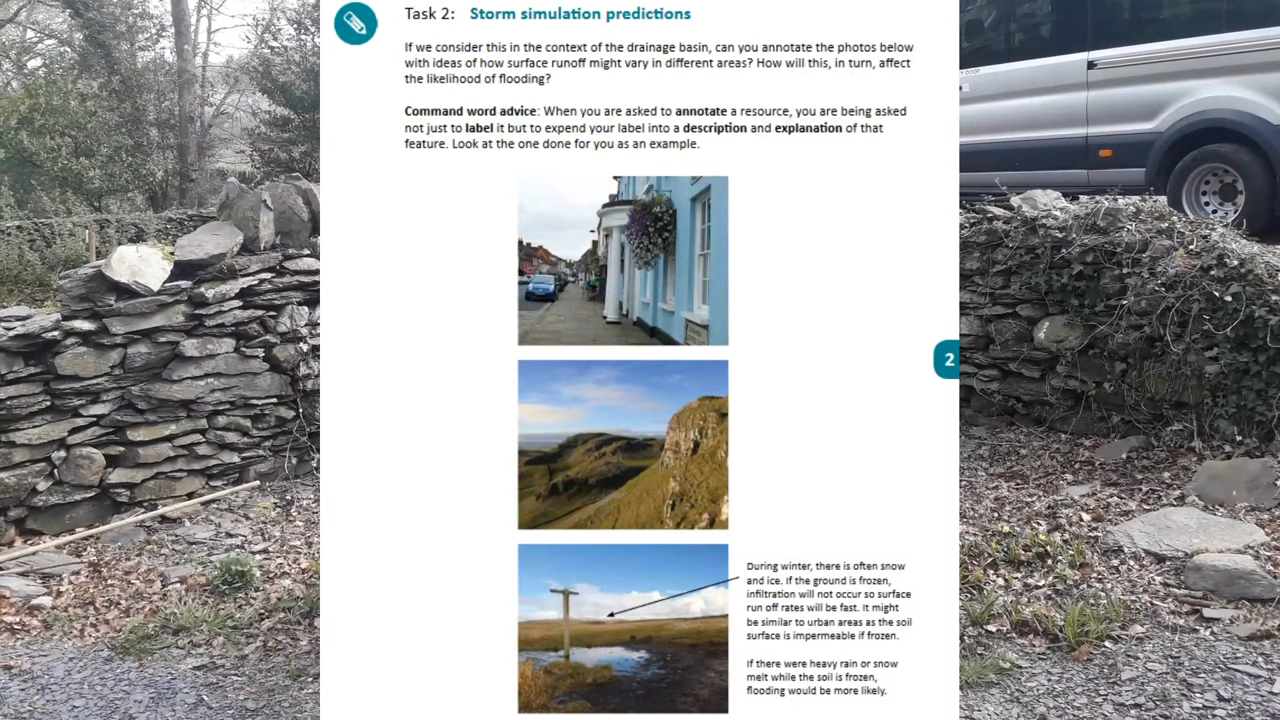 Task 2: Storm simulation predictions
If we consider this in the context of the drainage basin, can you annotate the photos below
with ideas of how surface runoff might vary in different areas? How will this, in turn, affect
the likelihood of flooding?
Command word advice: When you are asked to annotate a resource, you are being asked
not just to label it but to expend your label into a description and explanation of that
feature. Look at the one done for you as an example.
2
During winter, there is often snow
and ice. If the ground is frozen,
infiltration will not occur so surface
run off rates will be fast. It might
be similar to urban areas as the soil
surface is impermeable if frozen.
If there were heavy rain or snow
melt while the soil is frozen,
flooding would be more likely.